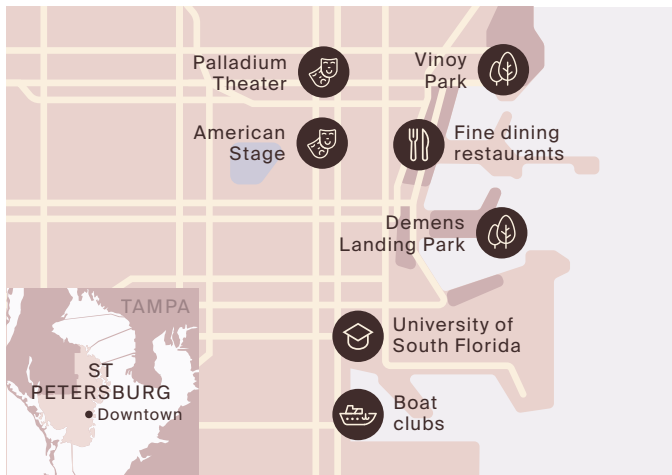 Palladium
Theater
Vinoy
Park
American
Stage
Fine dining
restaurants
Demens
Landing Park
TAMPA
ST
PETERSBURG
Downtown
University of
South Florida
Boat
clubs